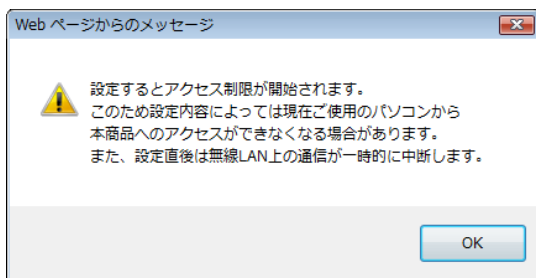 Web ページからのメッセージ
設定するとアクセス制限が開始されます。
このため設定内容によっては現在ご使用のパソコンから
本商品へのアクセスができなくなる場合があります。
また、設定直後は無線LAN上の通信が一時的に中断します。
OK